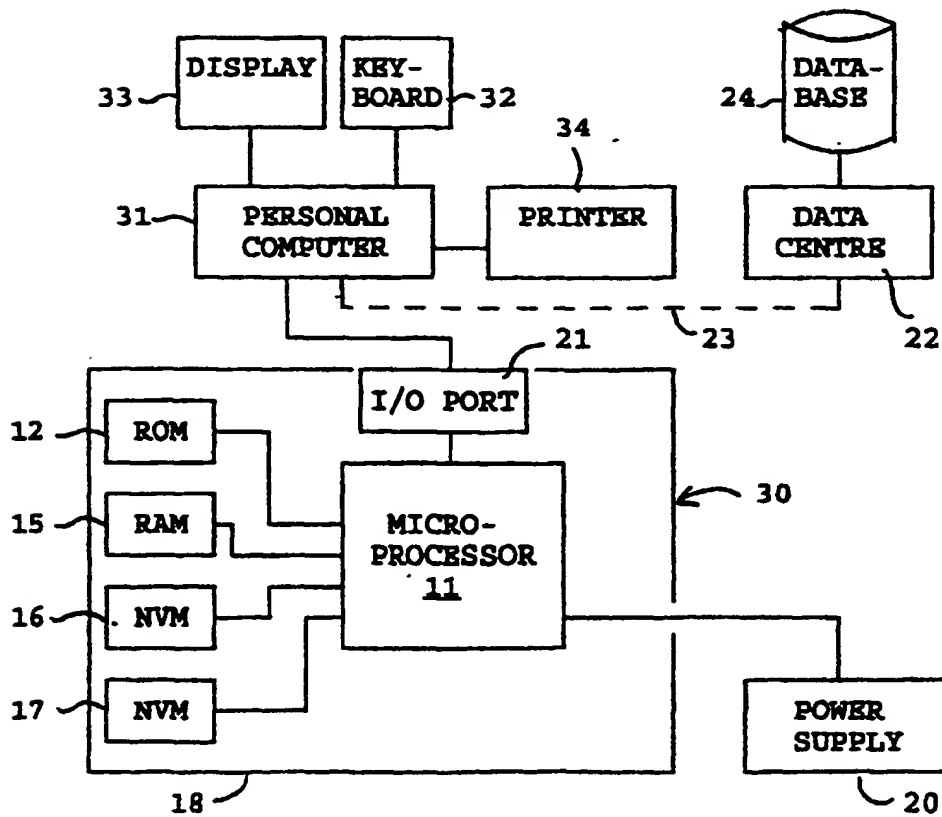 DISPLAY
33
KEY-
BOARD
32
DATA-
BASE
24
34
31
PERSONAL
COMPUTER
PRINTER
DATA
CENTRE
22
23
21
I/O PORT
12
ROM
15
RAM
16
NVM
17
NVM
MICRO-
PROCESSOR
11
30
POWER
SUPPLY
18
20